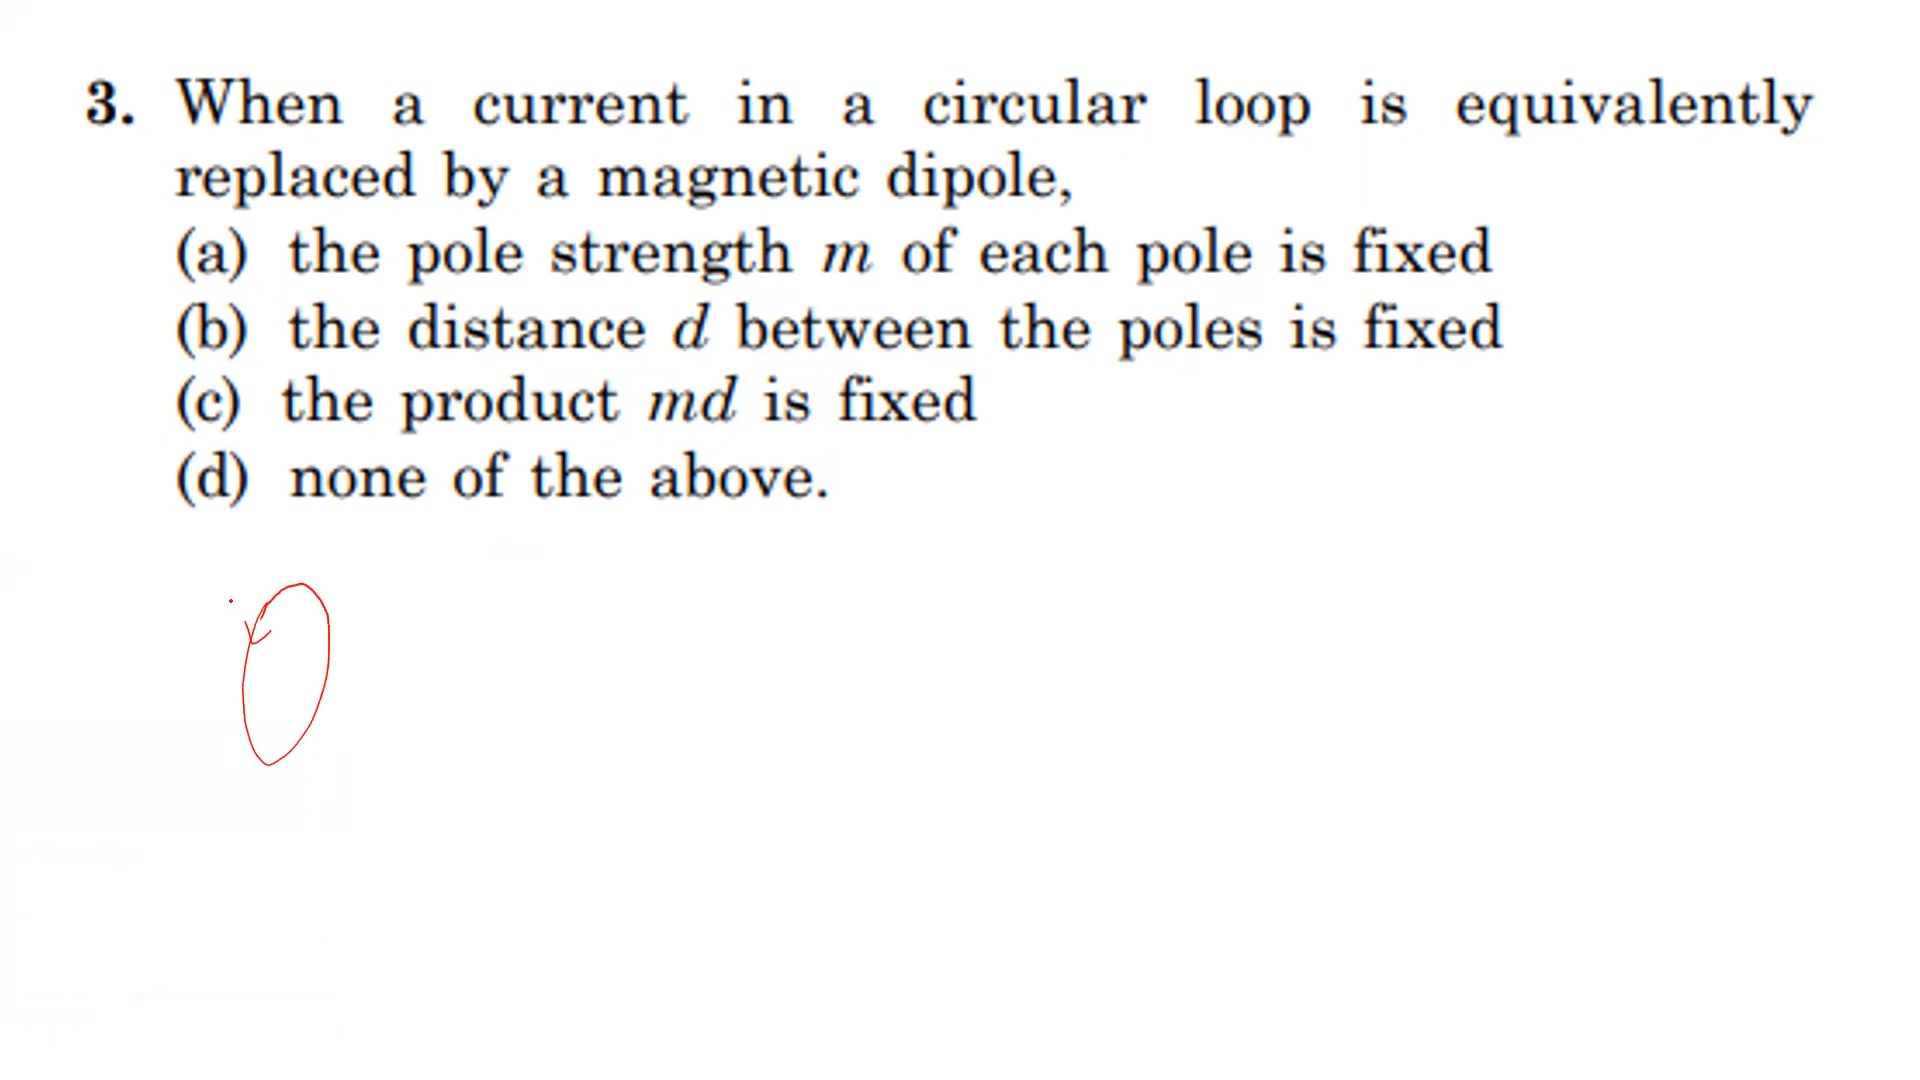 3. When a current in a circular loop is equivalently
replaced by a magnetic dipole,
(a) the pole strength m of each pole is fixed
(b) the distance d between the poles is fixed
(c) the product md is fixed
(d) none of the above.